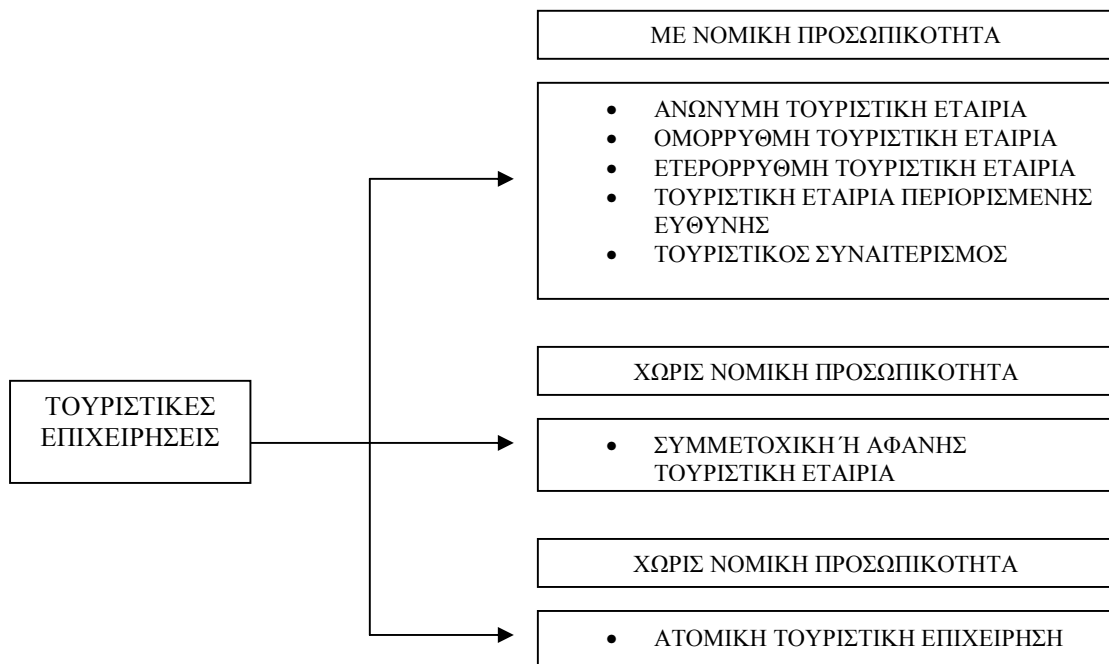 ΜΕ ΝΟΜΙΚΗ ΠΡΟΣΩΠΙΚΟΤΗΤΑ
• ΑΝΩΝΥΜΗ ΤΟΥΡΙΣΤΙΚΗ ΕΤΑΙΡΙΑ
• ΟΜΟΡΡΥΘΜΗ ΤΟΥΡΙΣΤΙΚΗ ΕΤΑΙΡΙΑ
• ΕΤΕΡΟΡΡΥΘΜΗ ΤΟΥΡΙΣΤΙΚΗ ΕΤΑΙΡΙΑ
• ΤΟΥΡΙΣΤΙΚΗ ΕΤΑΙΡΙΑ ΠΕΡΙΟΡΙΣΜΕΝΗΣ
ΕΥΘΥΝΗΣ
• ΤΟΥΡΙΣΤΙΚΟΣ ΣΥΝΑΙΤΕΡΙΣΜΟΣ
ΤΟΥΡΙΣΤΙΚΕΣ
ΕΠΙΧΕΙΡΗΣΕΙΣ
ΧΩΡΙΣ ΝΟΜΙΚΗ ΠΡΟΣΩΠΙΚΟΤΗΤΑ
• ΣΥΜΜΕΤΟΧΙΚΗ Ή ΑΦΑΝΗΣ
ΤΟΥΡΙΣΤΙΚΗ ΕΤΑΙΡΙΑ
ΧΩΡΙΣ ΝΟΜΙΚΗ ΠΡΟΣΩΠΙΚΟΤΗΤΑ
• ΑΤΟΜΙΚΗ ΤΟΥΡΙΣΤΙΚΗ ΕΠΙΧΕΙΡΗΣΗ